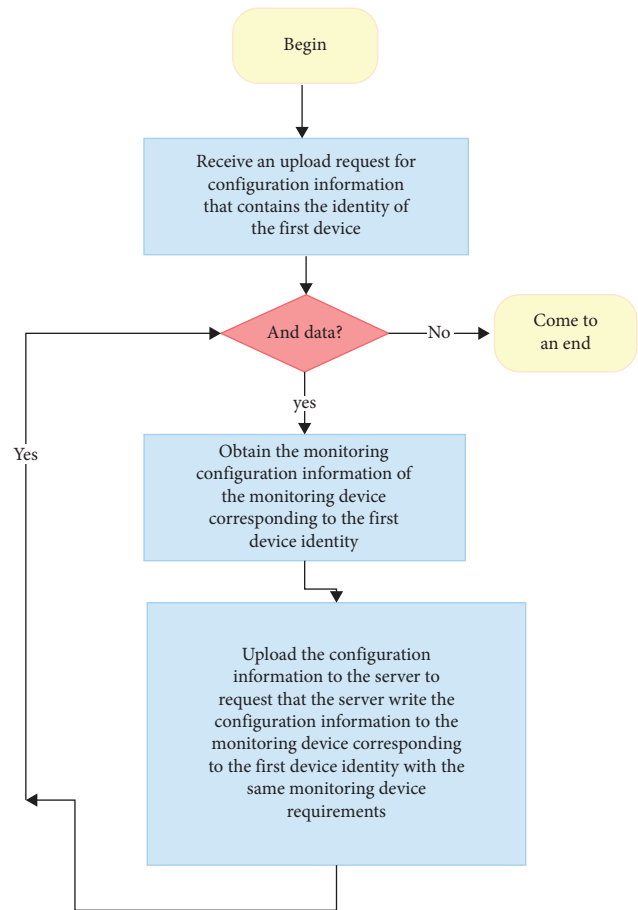 Begin
Receive an upload request for
configuration information
that contains the identity of
the first device
And data?
No
Come to
an end
yes
Yes
Obtain the monitoring
configuration information of
the monitoring device
corresponding to the first
device identity
Upload the configuration
information to the server to
request that the server write the
configuration information to the
monitoring device corresponding
to the first device identity with the
same monitoring device
requirements